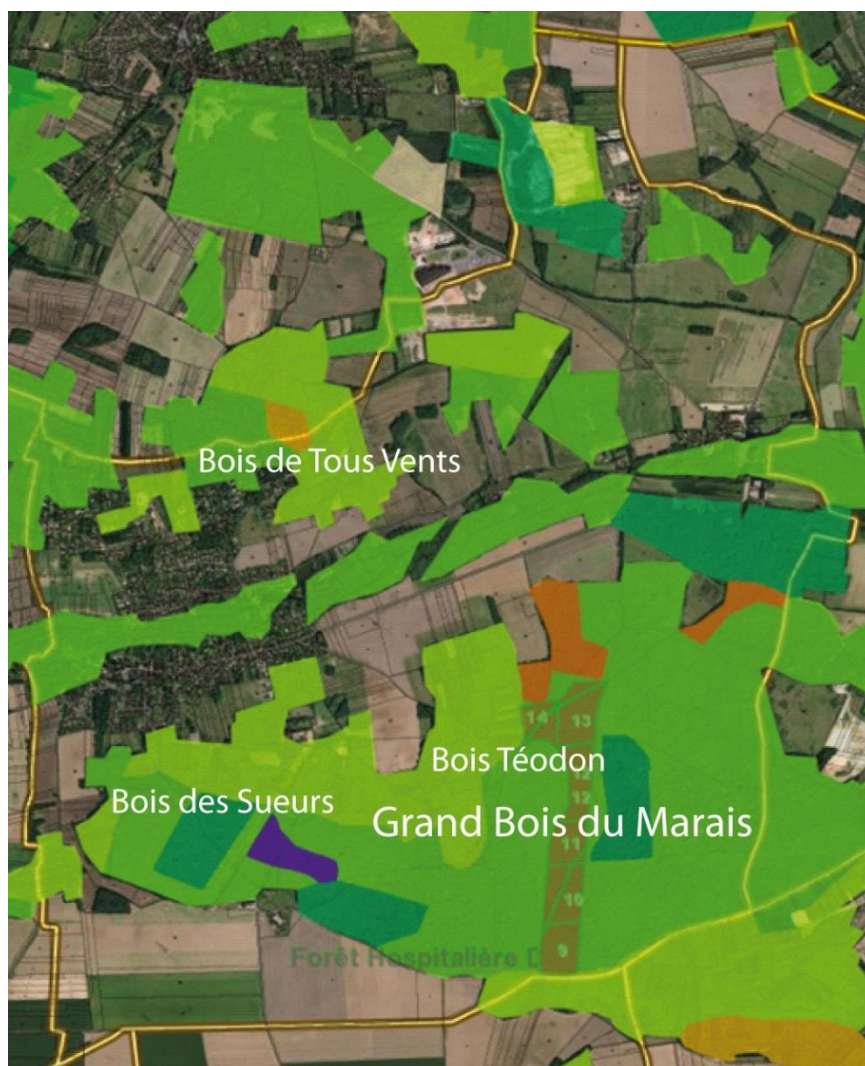 Bois de Tous Vents
14
13
Bois Téodon
12
12
Bois des Sueurs
Grand Bois du Marais
11
10
Forêt Hospitalière D
9